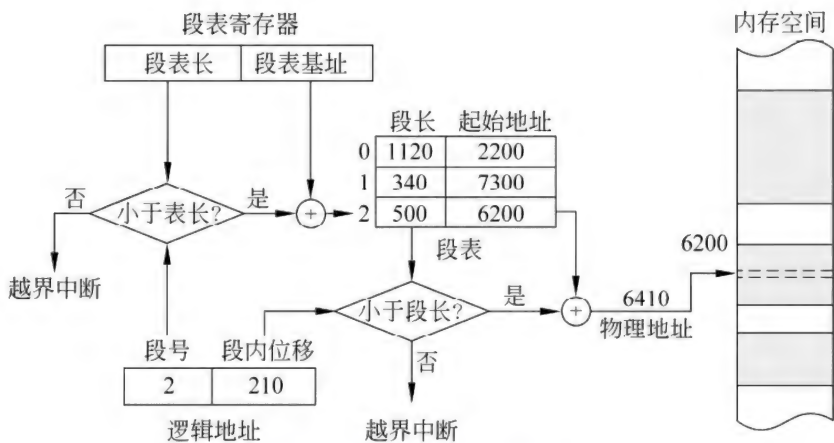 段表寄存器
内存空间
段表长 段表基址
段长 起始地址
0 1120 2200
1 340 7300
2 500 6200
否
小于表长?
是
+
段表
6200
越界中断
小于段长?
是
+
6410
物理地址
段号 段内位移
否
2 210
逻辑地址
越界中断